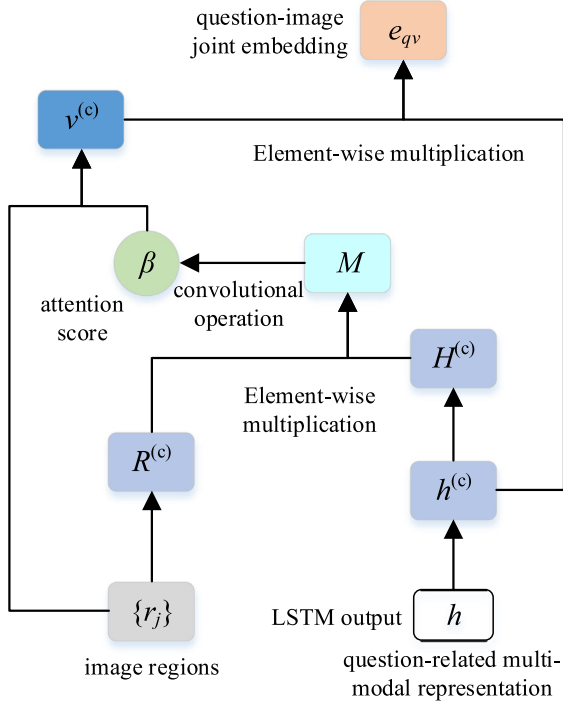 question-image
joint embedding
e_qv
ν^(c)
Element-wise multiplication
β
M
attention
score
convolutional
operation
H^(c)
Element-wise
multiplication
R^(c)
h^(c)
{r_j}
LSTM output
h
image regions
question-related multi-
modal representation